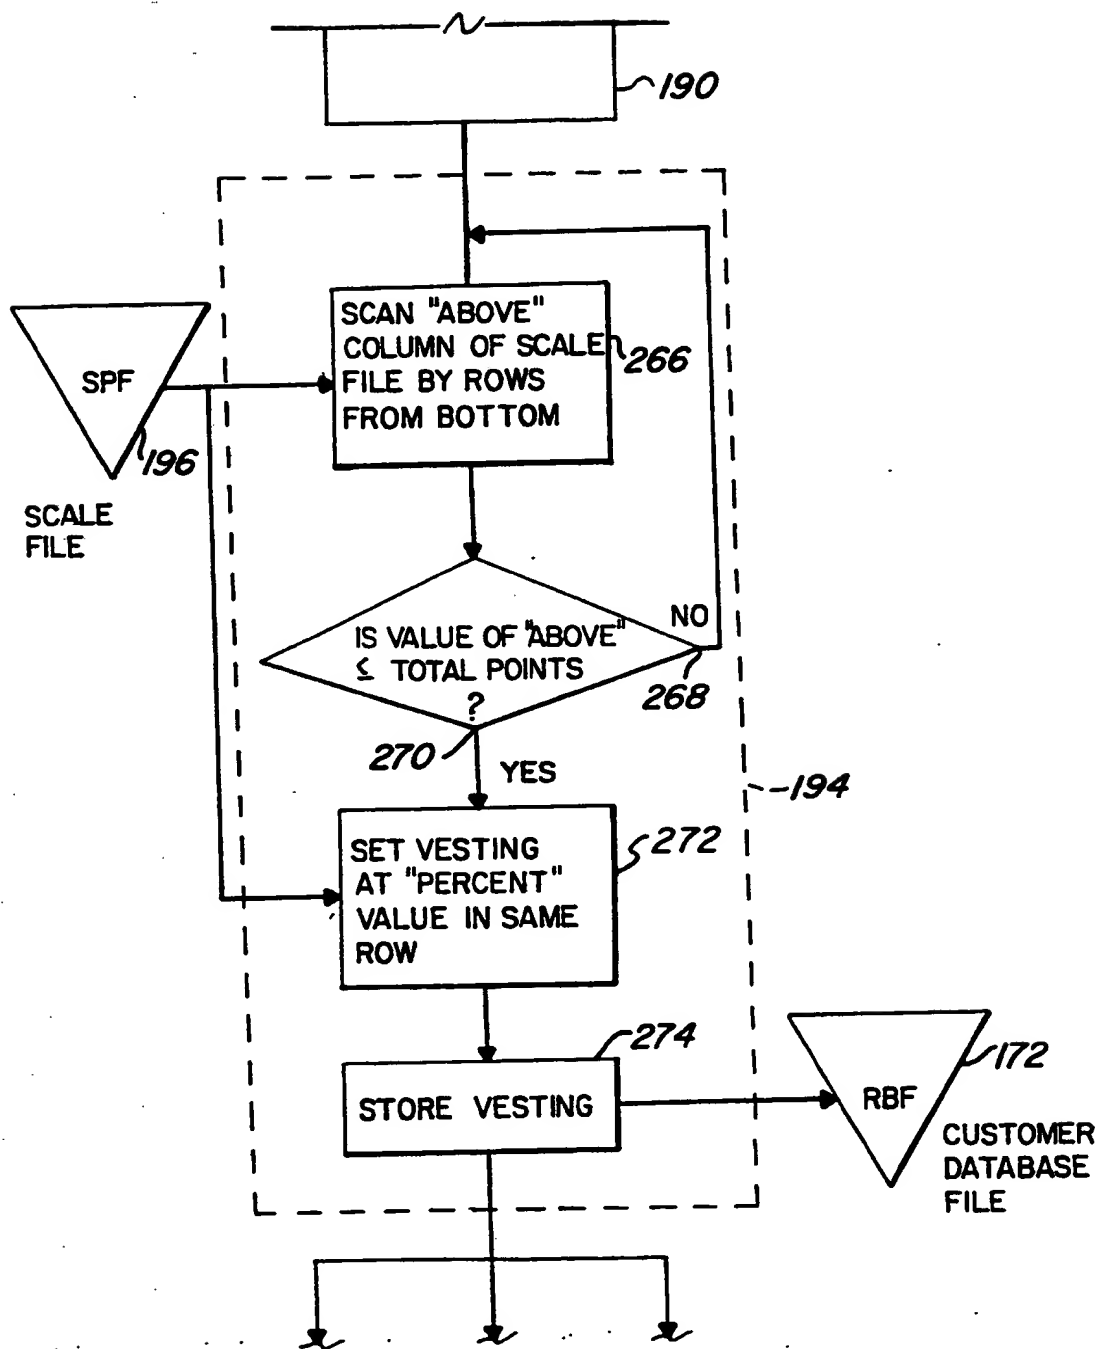 190
SCAN "ABOVE"
COLUMN OF SCALE
FILE BY ROWS
FROM BOTTOM
266
SPF
196
SCALE
FILE
IS VALUE OF "ABOVE"
≤ TOTAL POINTS
?
NO
268
270
YES
194
SET VESTING
AT "PERCENT"
VALUE IN SAME
ROW
272
274
STORE VESTING
172
RBF
CUSTOMER
DATABASE
FILE